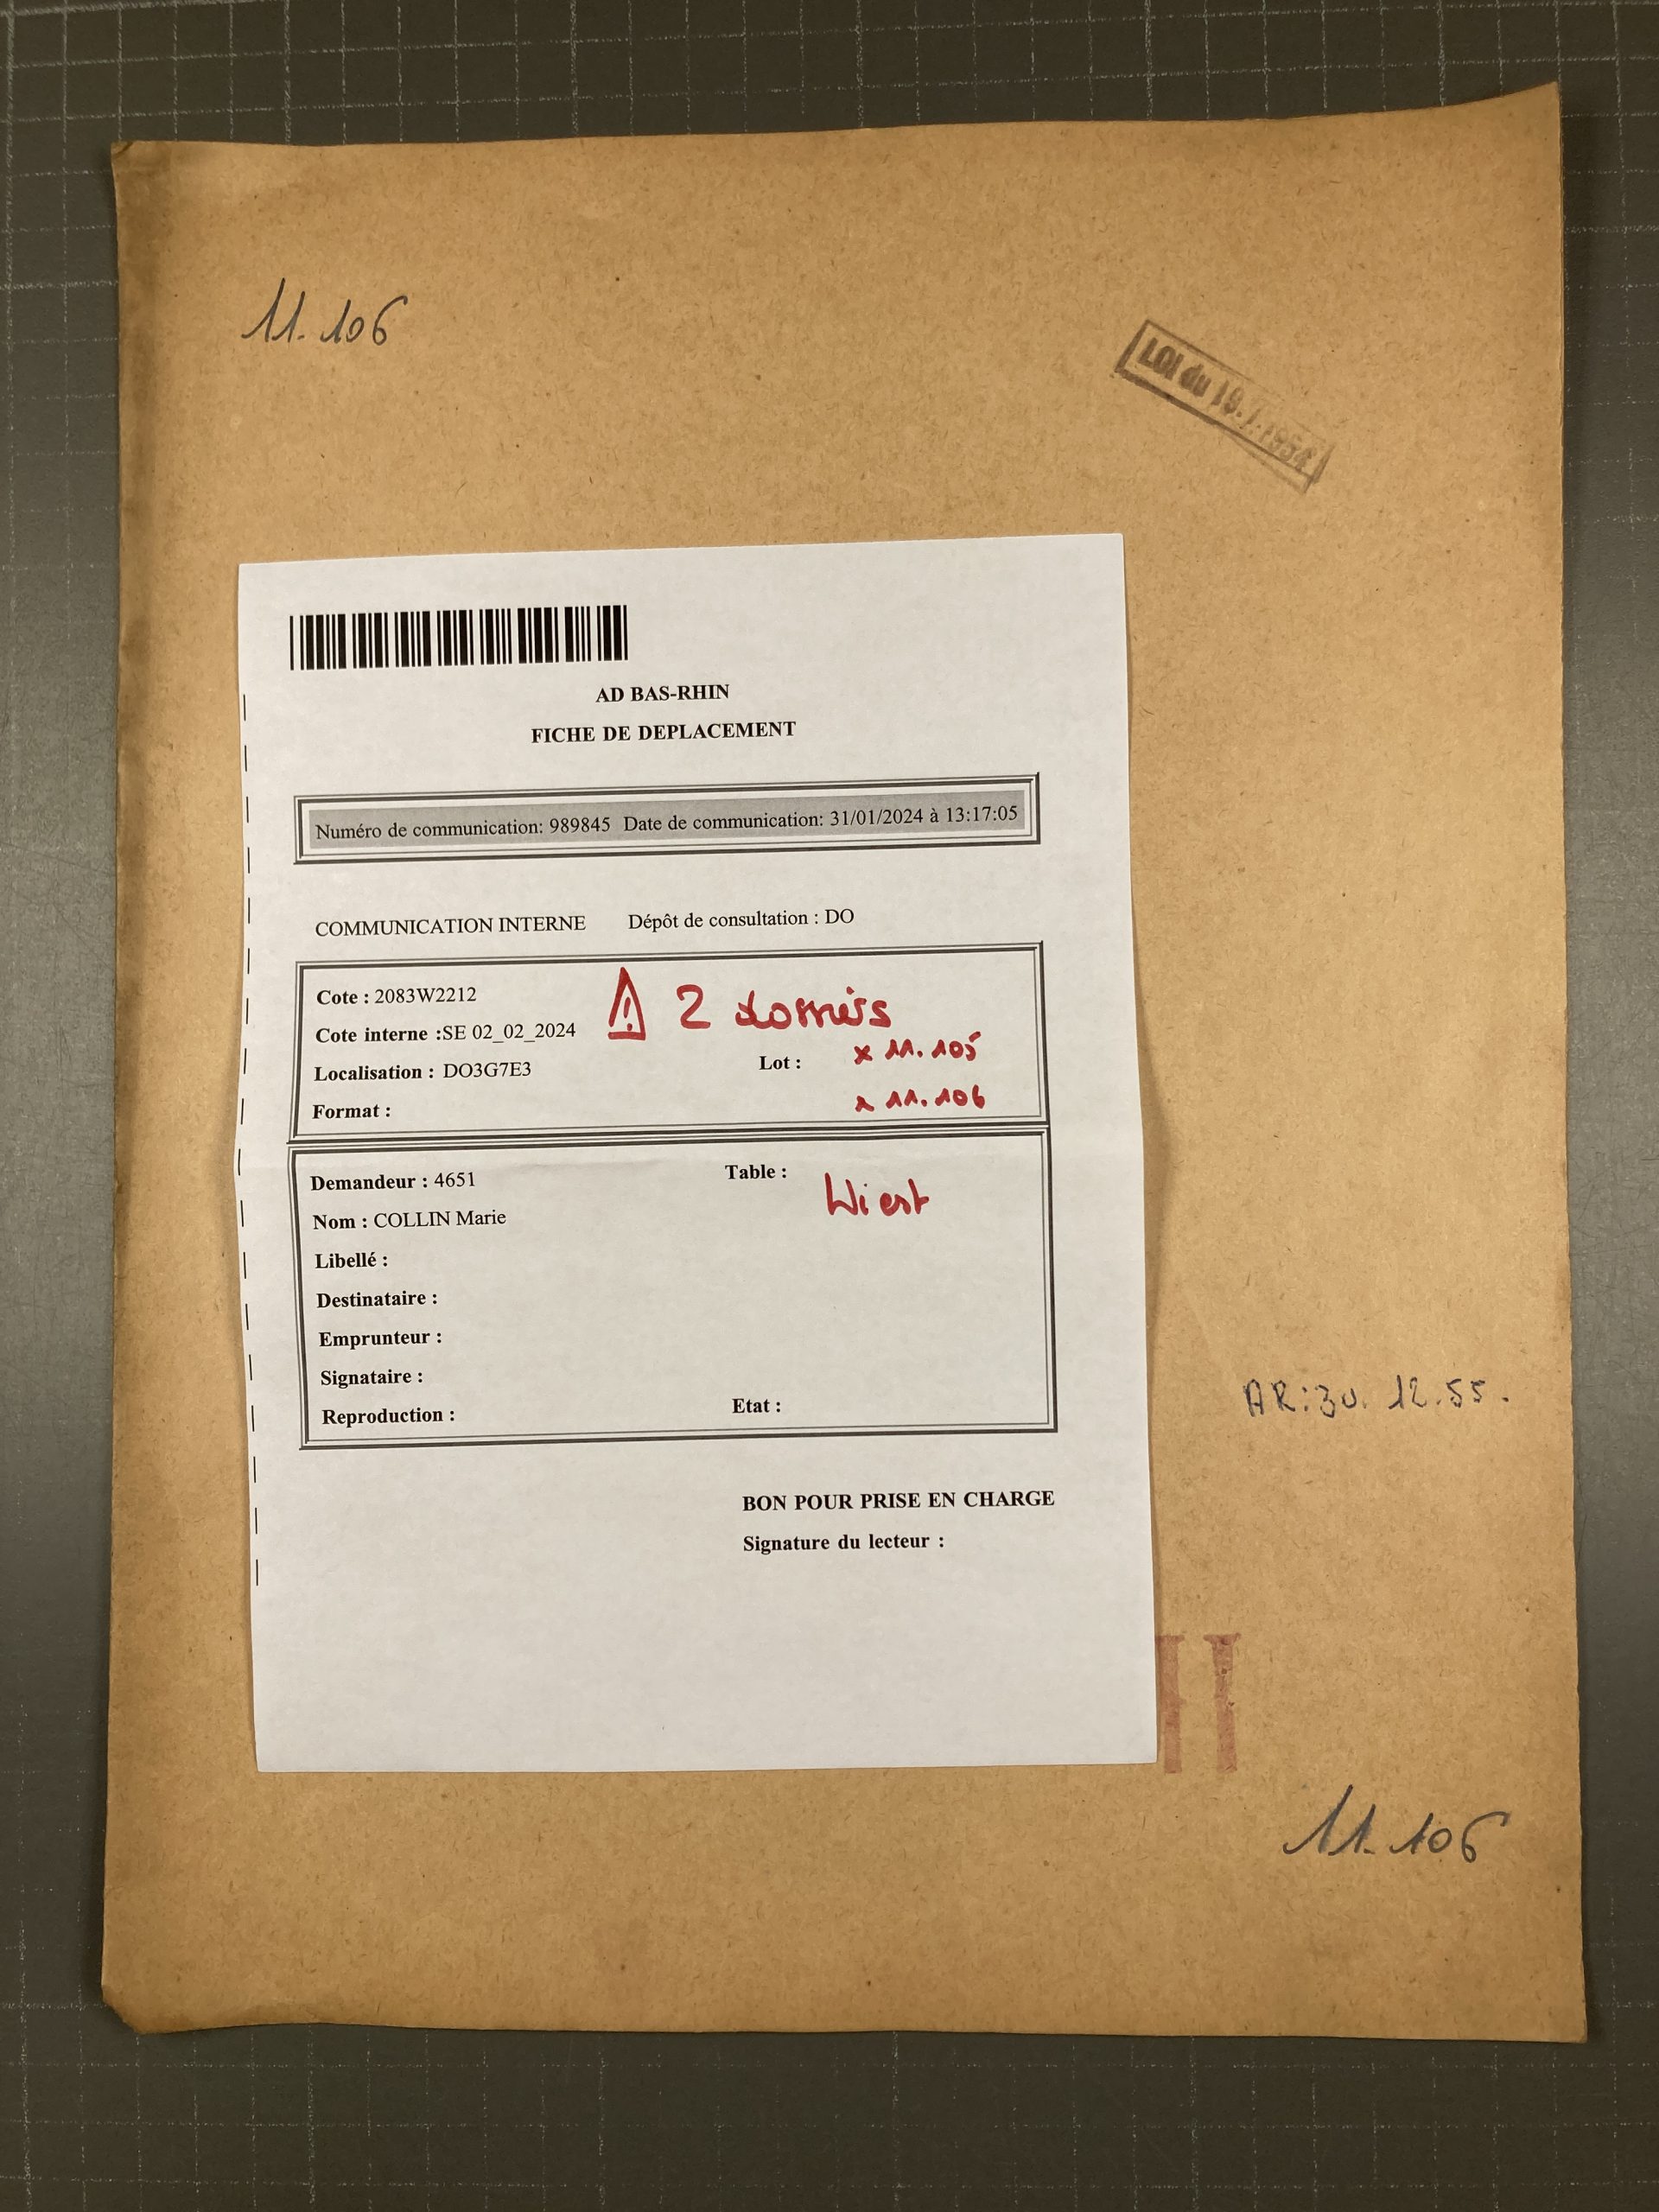 11.106
LOI du 19.7.1954
AD BAS-RHIN
FICHE DE DEPLACEMENT
Numéro de communication: 989845 Date de communication: 31/01/2024 à 13:17:05
COMMUNICATION INTERNE Dépôt de consultation : DO
Cote : 2083W2212
⚠ 2 dossiers
Cote interne :SE 02_02_2024
x 11.105
Localisation : DO3G7E3 Lot :
x 11.106
Format :
Demandeur : 4651 Table :
Wiest
Nom : COLLIN Marie
Libellé :
Destinataire :
Emprunteur :
Signataire :
Reproduction : Etat :
AR: 30. 12. 55.
BON POUR PRISE EN CHARGE
Signature du lecteur :
11.106